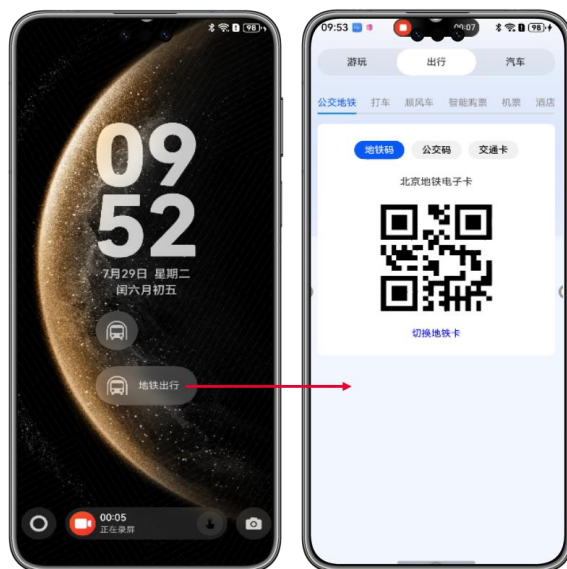 98
09
52
7月29日 星期二
闰六月初五
地铁出行
00:05
正在录屏
09:53
00:07
98
游玩
出行
汽车
公交地铁
打车
顺风车
智能购票
机票
酒店
地铁码
公交码
交通卡
北京地铁电子卡
切换地铁卡